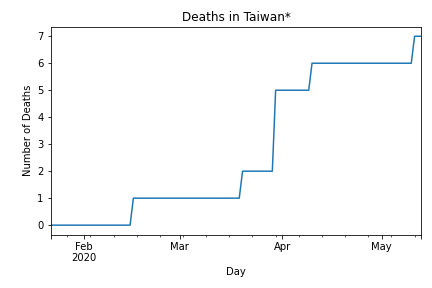 Deaths in Taiwan*
Number of Deaths
7
6
5
4
3
2
1
0
Feb
2020
Mar
Apr
May
Day